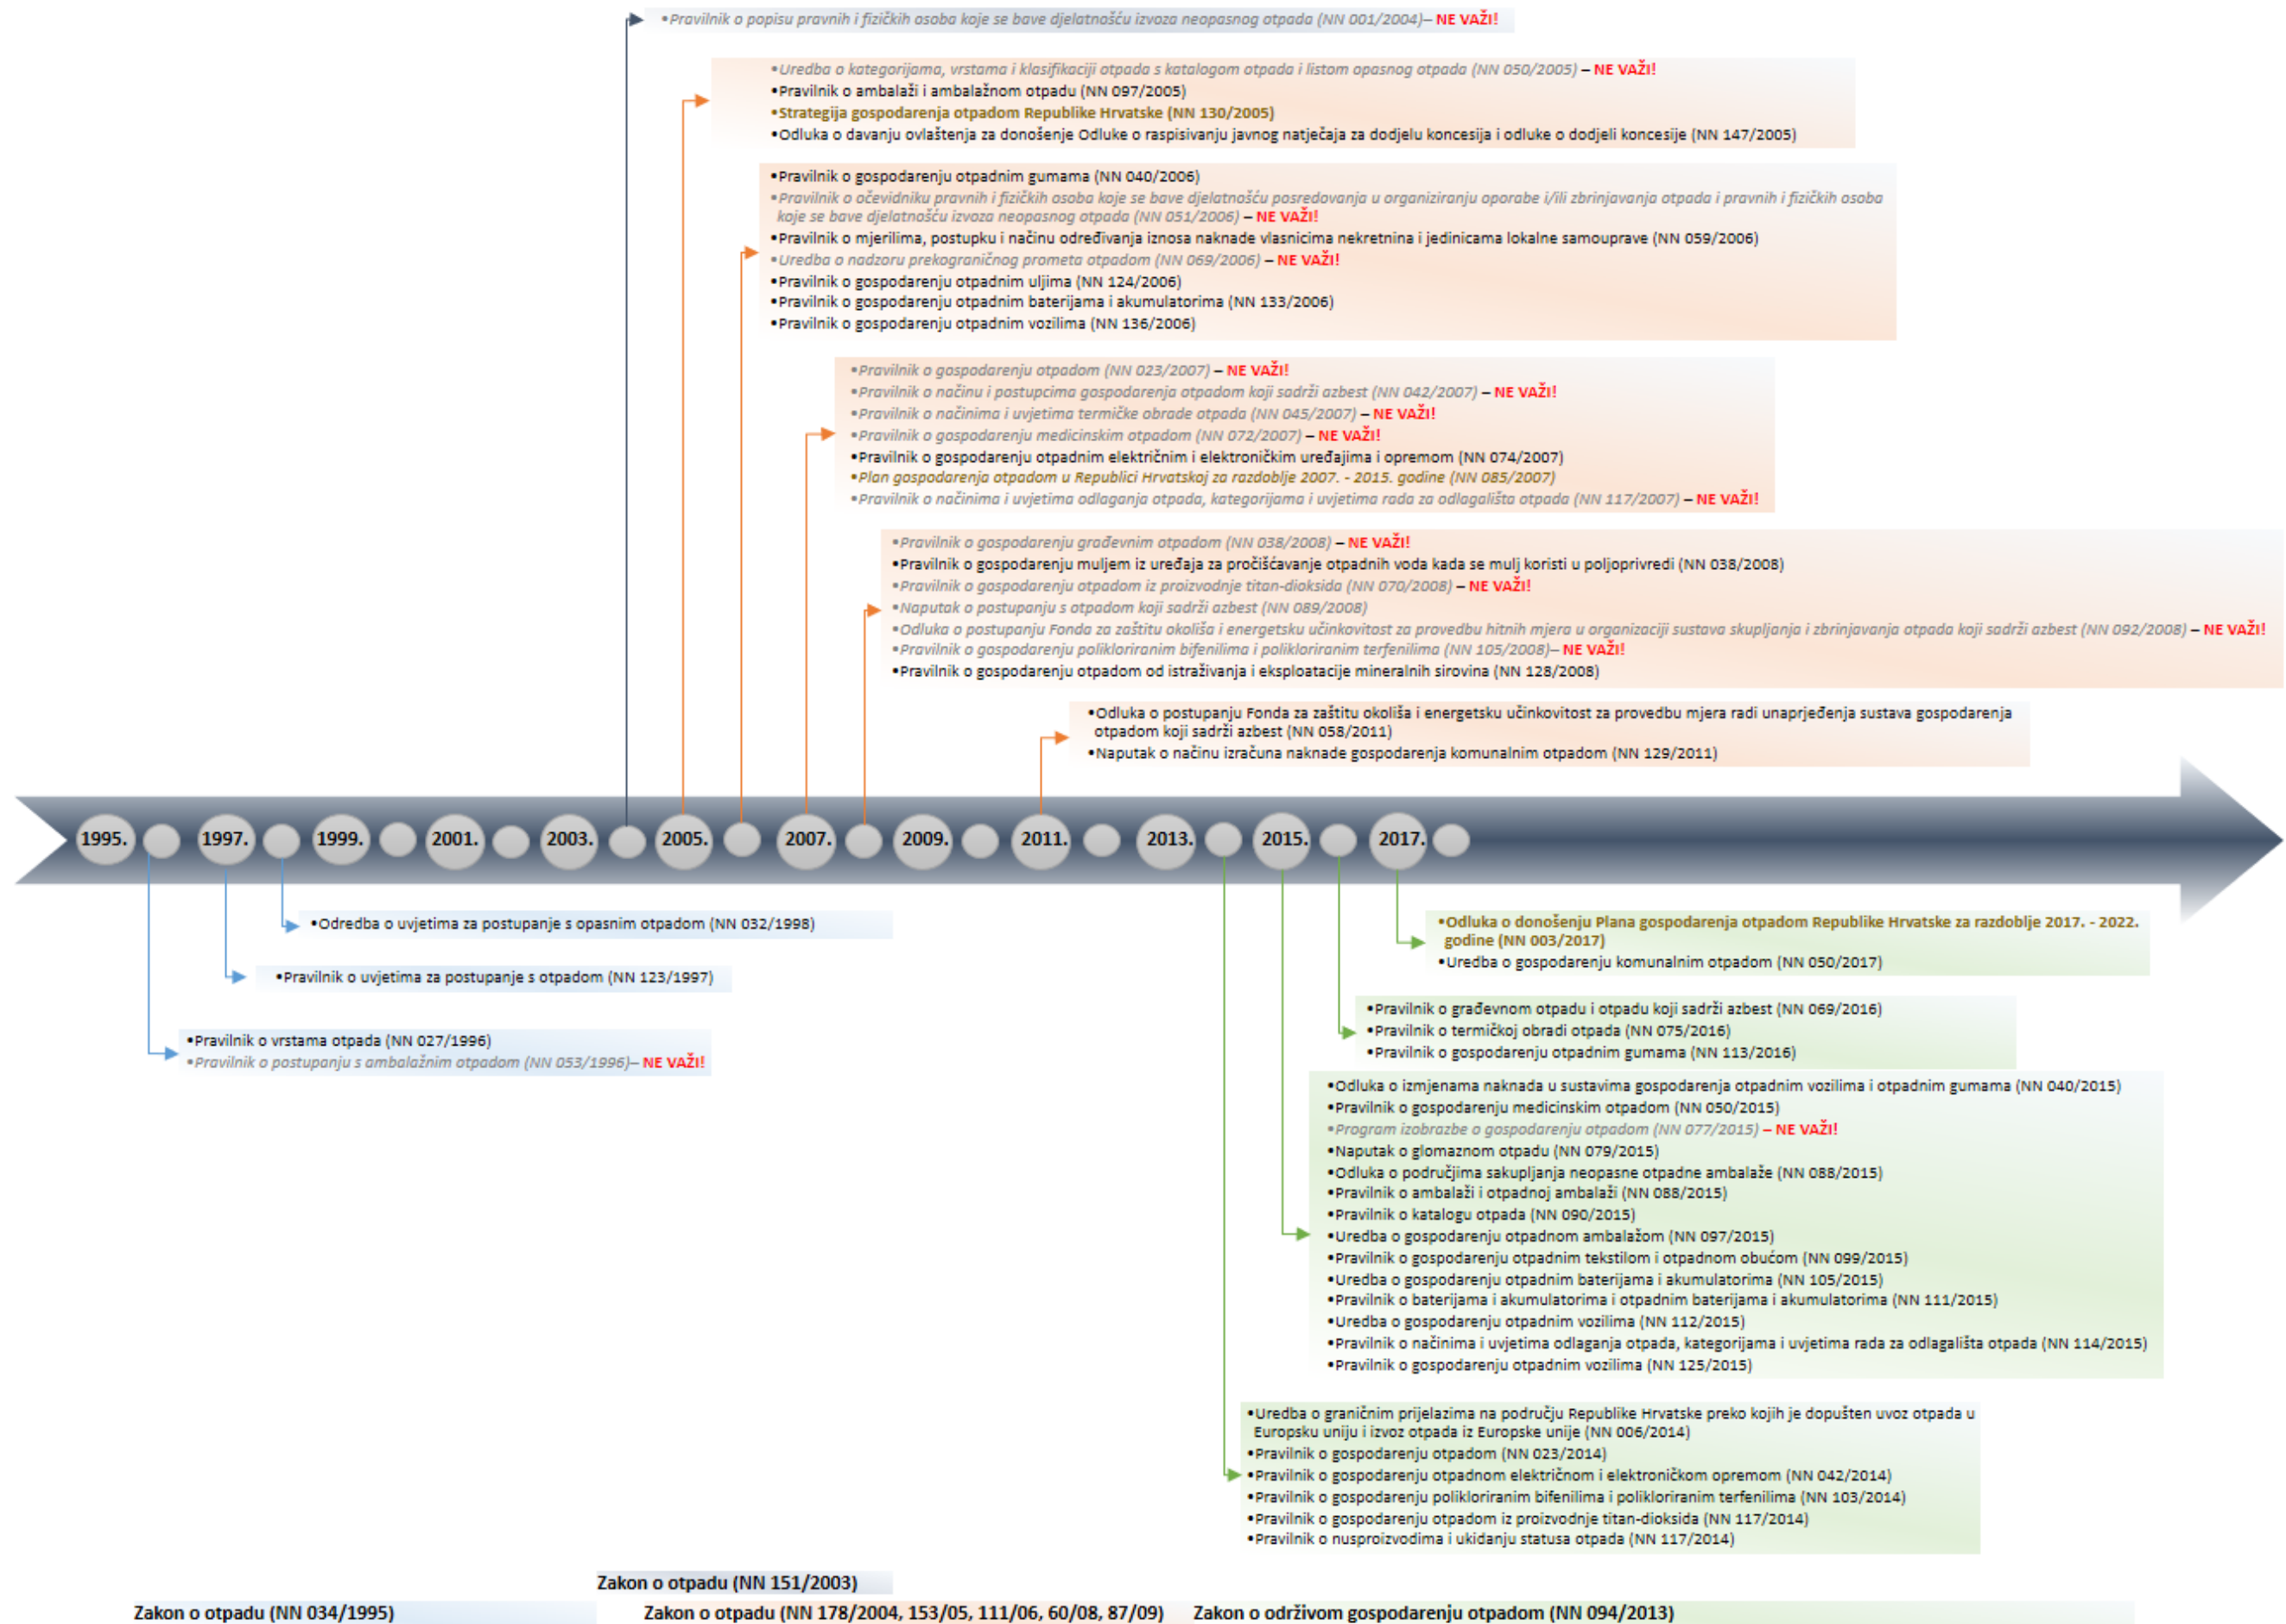 •Pravilnik o popisu pravnih i fizičkih osoba koje se bave djelatnošću izvoza neopasnog otpada (NN 001/2004)– NE VAŽI!
•Uredba o kategorijama, vrstama i klasifikaciji otpada s katalogom otpada i listom opasnog otpada (NN 050/2005) – NE VAŽI!
•Pravilnik o ambalaži i ambalažnom otpadu (NN 097/2005)
•Strategija gospodarenja otpadom Republike Hrvatske (NN 130/2005)
•Odluka o davanju ovlaštenja za donošenje Odluke o raspisivanju javnog natječaja za dodjelu koncesija i odluke o dodjeli koncesije (NN 147/2005)
•Pravilnik o gospodarenju otpadnim gumama (NN 040/2006)
•Pravilnik o očevidniku pravnih i fizičkih osoba koje se bave djelatnošću posredovanja u organiziranju oporabe i/ili zbrinjavanja otpada i pravnih i fizičkih osoba
koje se bave djelatnošću izvoza neopasnog otpada (NN 051/2006) – NE VAŽI!
•Pravilnik o mjerilima, postupku i načinu određivanja iznosa naknade vlasnicima nekretnina i jedinicama lokalne samouprave (NN 059/2006)
•Uredba o nadzoru prekograničnog prometa otpadom (NN 069/2006) – NE VAŽI!
•Pravilnik o gospodarenju otpadnim uljima (NN 124/2006)
•Pravilnik o gospodarenju otpadnim baterijama i akumulatorima (NN 133/2006)
•Pravilnik o gospodarenju otpadnim vozilima (NN 136/2006)
•Pravilnik o gospodarenju otpadom (NN 023/2007) – NE VAŽI!
•Pravilnik o načinu i postupcima gospodarenja otpadom koji sadrži azbest (NN 042/2007) – NE VAŽI!
•Pravilnik o načinima i uvjetima termičke obrade otpada (NN 045/2007) – NE VAŽI!
•Pravilnik o gospodarenju medicinskim otpadom (NN 072/2007) – NE VAŽI!
•Pravilnik o gospodarenju otpadnim električnim i elektroničkim uređajima i opremom (NN 074/2007)
•Plan gospodarenja otpadom u Republici Hrvatskoj za razdoblje 2007. - 2015. godine (NN 085/2007)
•Pravilnik o načinima i uvjetima odlaganja otpada, kategorijama i uvjetima rada za odlagališta otpada (NN 117/2007) – NE VAŽI!
•Pravilnik o gospodarenju građevnim otpadom (NN 038/2008) – NE VAŽI!
•Pravilnik o gospodarenju muljem iz uređaja za pročišćavanje otpadnih voda kada se mulj koristi u poljoprivredi (NN 038/2008)
•Pravilnik o gospodarenju otpadom iz proizvodnje titan-dioksida (NN 070/2008) – NE VAŽI!
•Naputak o postupanju s otpadom koji sadrži azbest (NN 089/2008)
•Odluka o postupanju Fonda za zaštitu okoliša i energetsku učinkovitost za provedbu hitnih mjera u organizaciji sustava skupljanja i zbrinjavanja otpada koji sadrži azbest (NN 092/2008) – NE VAŽI!
•Pravilnik o gospodarenju polikloriranim bifenilima i polikloriranim terfenilima (NN 105/2008)– NE VAŽI!
•Pravilnik o gospodarenju otpadom od istraživanja i eksploatacije mineralnih sirovina (NN 128/2008)
•Odluka o postupanju Fonda za zaštitu okoliša i energetsku učinkovitost za provedbu mjera radi unaprjeđenja sustava gospodarenja
otpadom koji sadrži azbest (NN 058/2011)
•Naputak o načinu izračuna naknade gospodarenja komunalnim otpadom (NN 129/2011)
1995. 1997. 1999. 2001. 2003. 2005. 2007. 2009. 2011. 2013. 2015. 2017.
•Odredba o uvjetima za postupanje s opasnim otpadom (NN 032/1998)
•Pravilnik o uvjetima za postupanje s otpadom (NN 123/1997)
•Pravilnik o vrstama otpada (NN 027/1996)
•Pravilnik o postupanju s ambalažnim otpadom (NN 053/1996)– NE VAŽI!
•Odluka o donošenju Plana gospodarenja otpadom Republike Hrvatske za razdoblje 2017. - 2022.
godine (NN 003/2017)
•Uredba o gospodarenju komunalnim otpadom (NN 050/2017)
•Pravilnik o građevnom otpadu i otpadu koji sadrži azbest (NN 069/2016)
•Pravilnik o termičkoj obradi otpada (NN 075/2016)
•Pravilnik o gospodarenju otpadnim gumama (NN 113/2016)
•Odluka o izmjenama naknada u sustavima gospodarenja otpadnim vozilima i otpadnim gumama (NN 040/2015)
•Pravilnik o gospodarenju medicinskim otpadom (NN 050/2015)
•Program izobrazbe o gospodarenju otpadom (NN 077/2015) – NE VAŽI!
•Naputak o glomaznom otpadu (NN 079/2015)
•Odluka o područjima sakupljanja neopasne otpadne ambalaže (NN 088/2015)
•Pravilnik o ambalaži i otpadnoj ambalaži (NN 088/2015)
•Pravilnik o katalogu otpada (NN 090/2015)
•Uredba o gospodarenju otpadnom ambalažom (NN 097/2015)
•Pravilnik o gospodarenju otpadnim tekstilom i otpadnom obućom (NN 099/2015)
•Uredba o gospodarenju otpadnim baterijama i akumulatorima (NN 105/2015)
•Pravilnik o baterijama i akumulatorima i otpadnim baterijama i akumulatorima (NN 111/2015)
•Uredba o gospodarenju otpadnim vozilima (NN 112/2015)
•Pravilnik o načinima i uvjetima odlaganja otpada, kategorijama i uvjetima rada za odlagališta otpada (NN 114/2015)
•Pravilnik o gospodarenju otpadnim vozilima (NN 125/2015)
•Uredba o graničnim prijelazima na području Republike Hrvatske preko kojih je dopušten uvoz otpada u
Europsku uniju i izvoz otpada iz Europske unije (NN 006/2014)
•Pravilnik o gospodarenju otpadom (NN 023/2014)
•Pravilnik o gospodarenju otpadnom električnom i elektroničkom opremom (NN 042/2014)
•Pravilnik o gospodarenju polikloriranim bifenilima i polikloriranim terfenilima (NN 103/2014)
•Pravilnik o gospodarenju otpadom iz proizvodnje titan-dioksida (NN 117/2014)
•Pravilnik o nusproizvodima i ukidanju statusa otpada (NN 117/2014)
Zakon o otpadu (NN 151/2003)
Zakon o otpadu (NN 034/1995)
Zakon o otpadu (NN 178/2004, 153/05, 111/06, 60/08, 87/09)
Zakon o održivom gospodarenju otpadom (NN 094/2013)